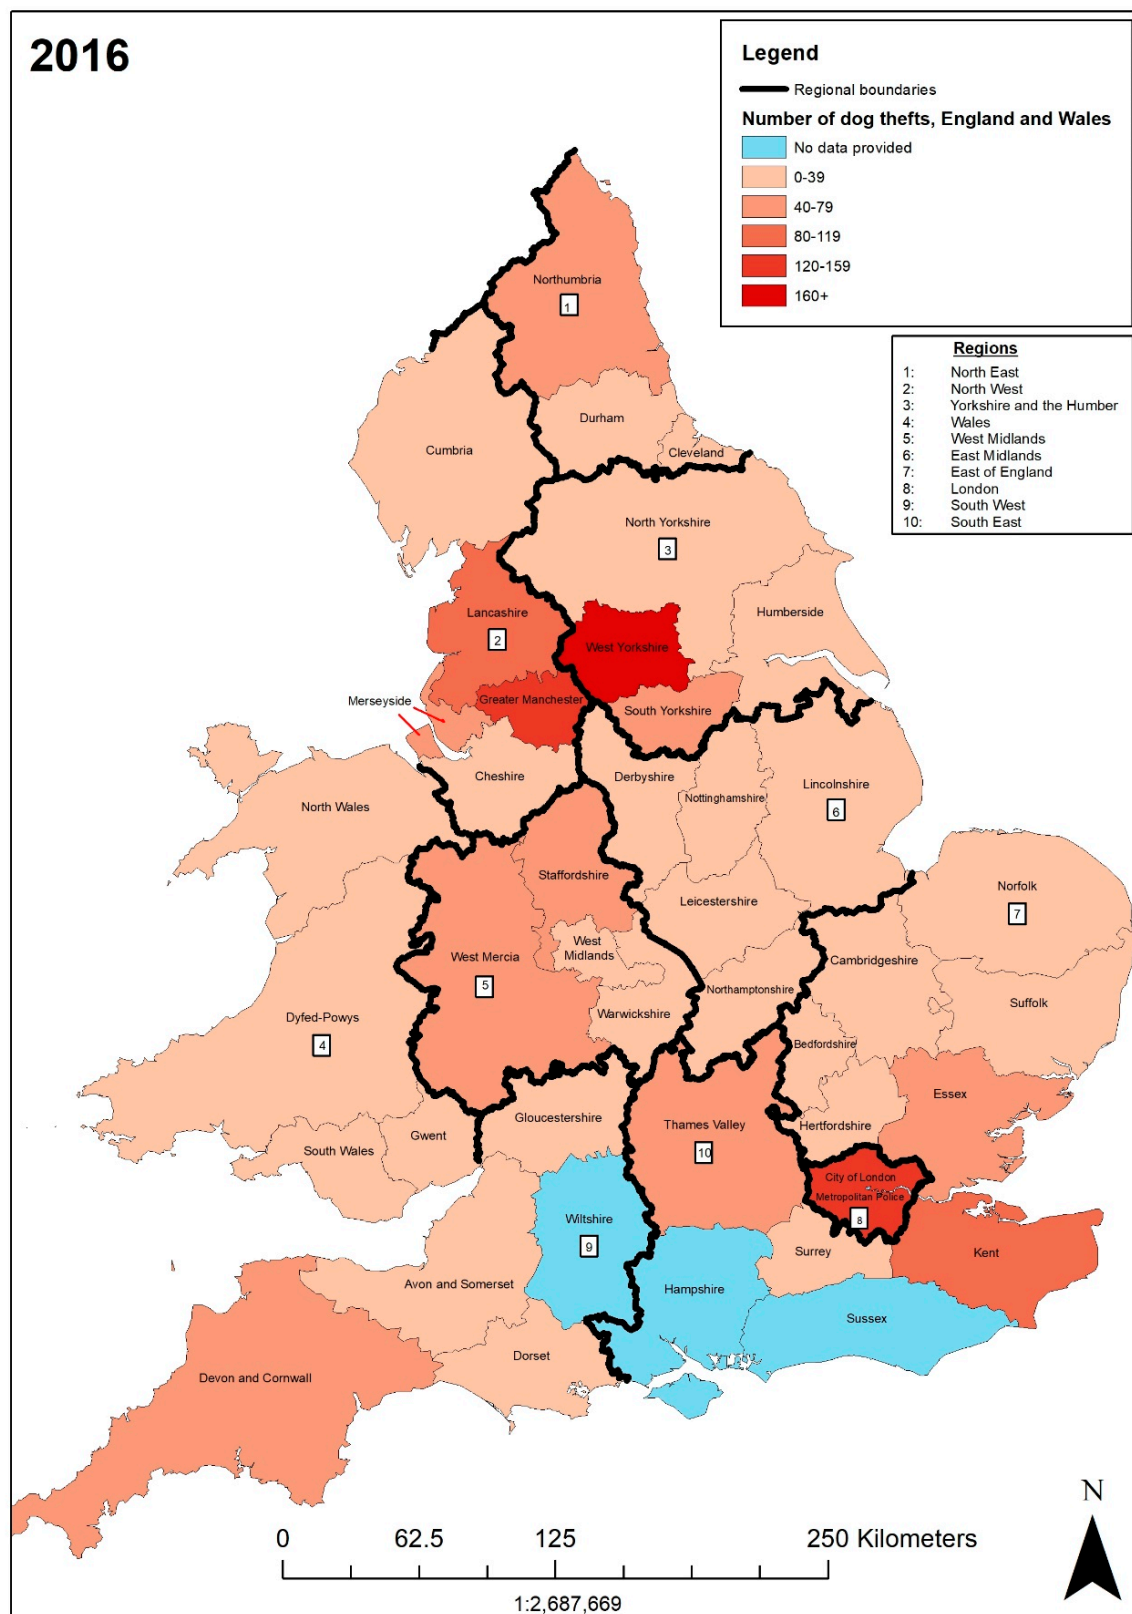 2016
Legend
Regional boundaries
Number of dog thefts, England and Wales
No data provided
0-39
40-79
80-119
120-159
160+
Regions
1: North East
2: North West
3: Yorkshire and the Humber
4: Wales
5: West Midlands
6: East Midlands
7: East of England
8: London
9: South West
10: South East
Northumbria
1
Durham
Cleveland
Cumbria
North Yorkshire
3
Humberside
Lancashire
2
West Yorkshire
Merseyside
Greater Manchester
South Yorkshire
Cheshire
Derbyshire
Nottinghamshire
Lincolnshire
6
North Wales
Staffordshire
Leicestershire
Norfolk
7
West
Midlands
West Mercia
5
Cambridgeshire
Northamptonshire
Suffolk
Warwickshire
Dyfed-Powys
4
Bedfordshire
Essex
Gloucestershire
Thames Valley
10
Hertfordshire
Gwent
South Wales
City of London
Metropolitan Police
8
Wiltshire
9
Surrey
Kent
Avon and Somerset
Hampshire
Sussex
Dorset
Devon and Cornwall
N
0 62.5 125 250 Kilometers
1:2,687,669